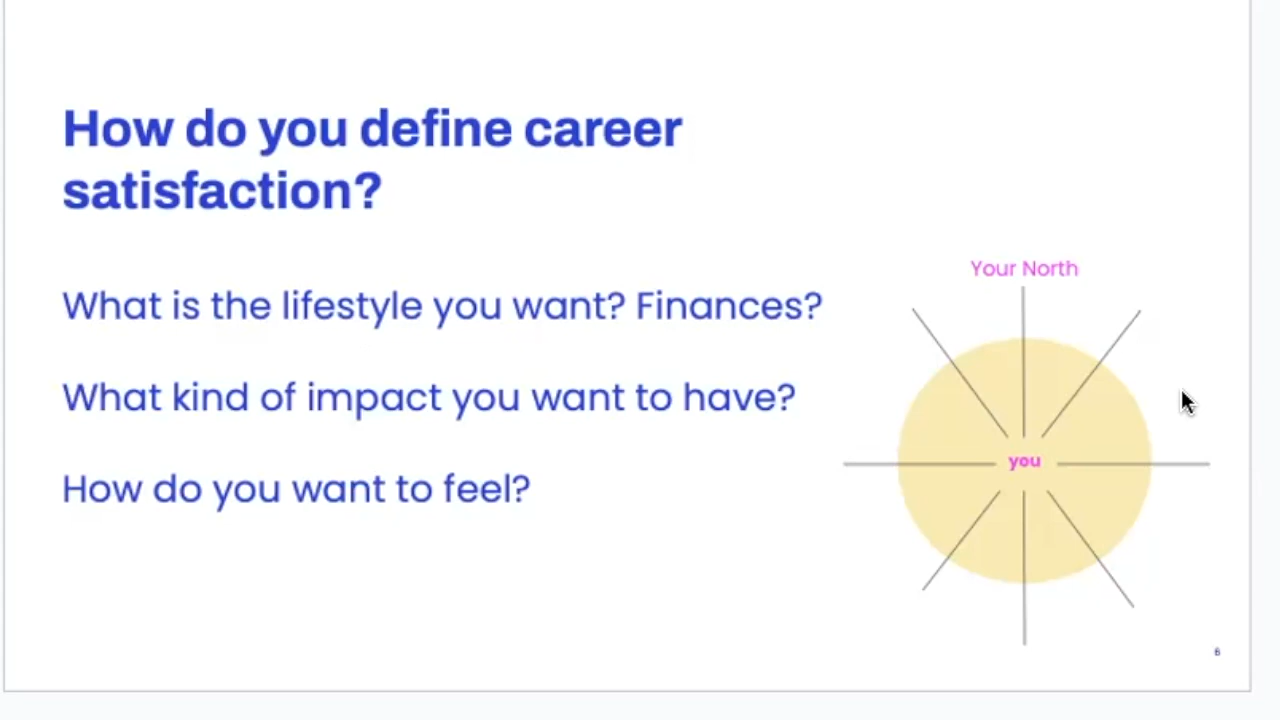 How do you define career
satisfaction?
What is the lifestyle you want? Finances?
What kind of impact you want to have?
How do you want to feel?
Your North
you
6